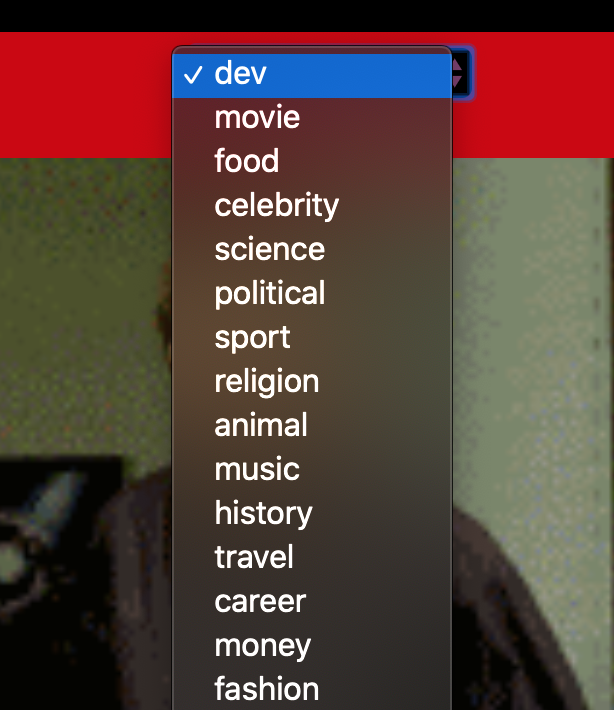 ✓ dev
movie
food
celebrity
science
political
sport
religion
animal
music
history
travel
career
money
fashion